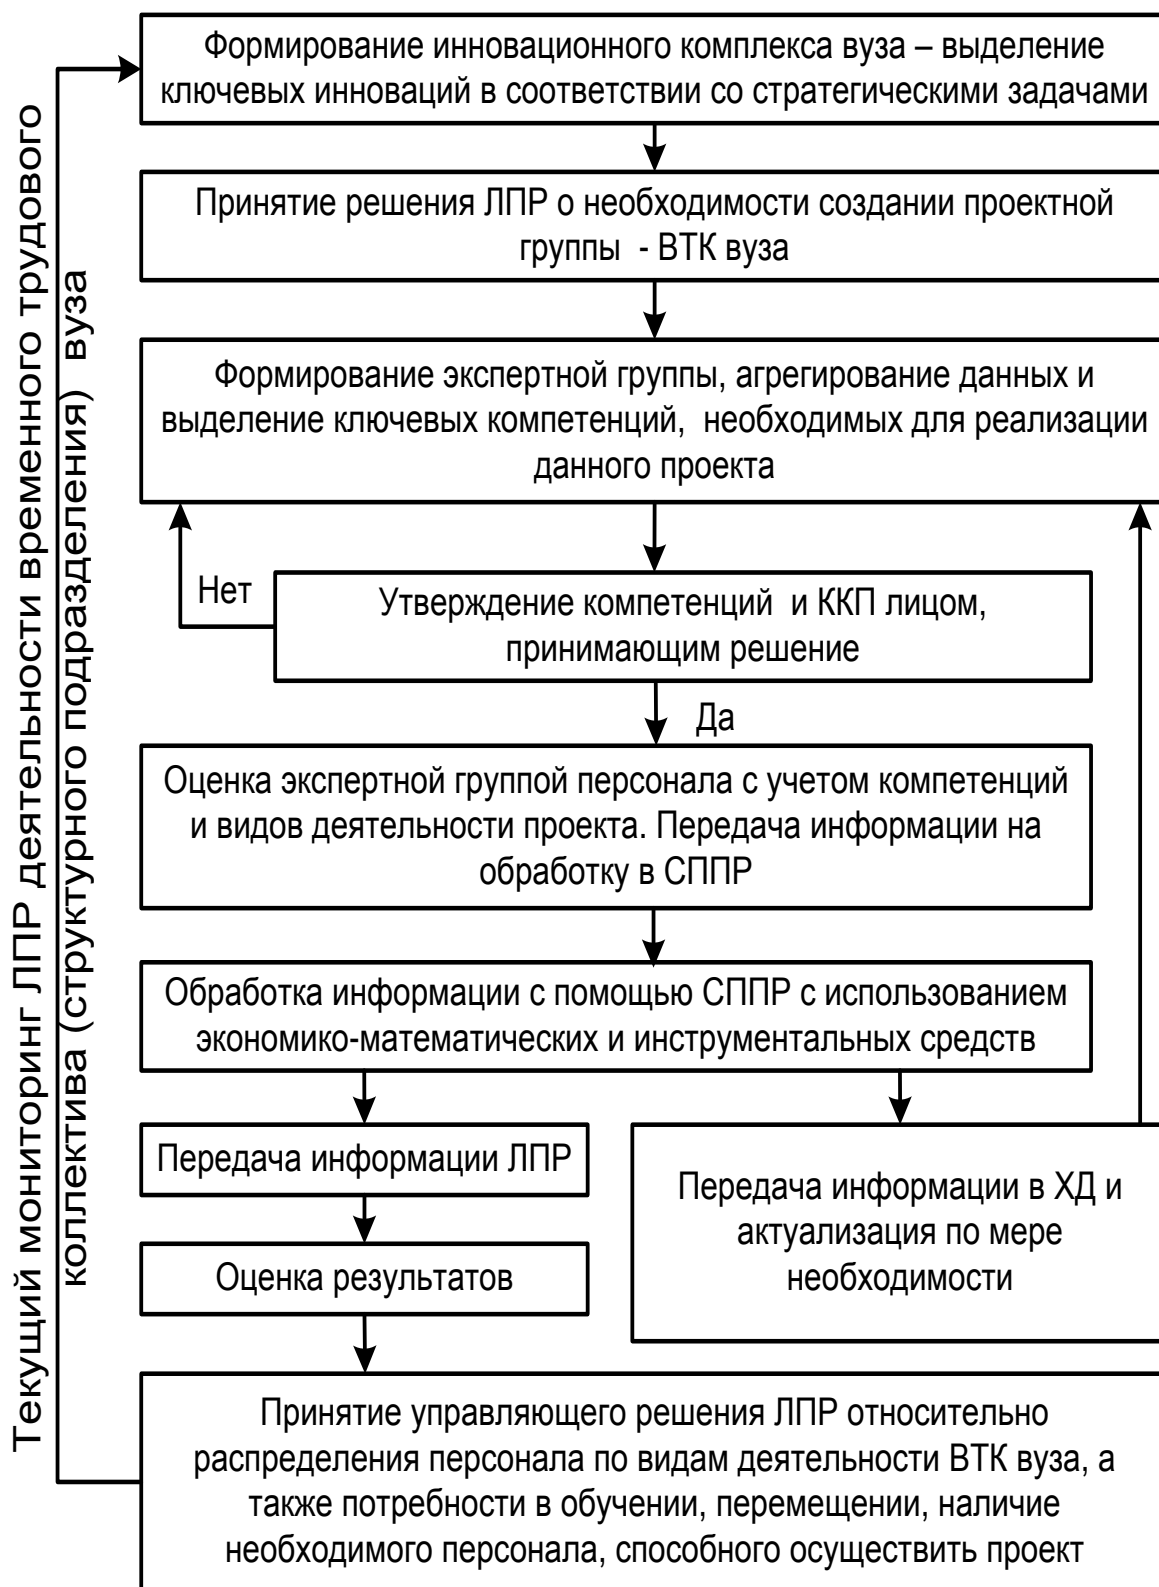 Формирование инновационного комплекса вуза – выделение
ключевых инноваций в соответствии со стратегическими задачами
Принятие решения ЛПР о необходимости создании проектной
группы - ВТК вуза
Формирование экспертной группы, агрегирование данных и
выделение ключевых компетенций, необходимых для реализации
данного проекта
Нет
Утверждение компетенций и ККП лицом,
принимающим решение
Да
Оценка экспертной группой персонала с учетом компетенций
и видов деятельности проекта. Передача информации на
обработку в СППР
Обработка информации с помощью СППР с использованием
экономико-математических и инструментальных средств
Передача информации ЛПР
Оценка результатов
Передача информации в ХД и
актуализация по мере
необходимости
Принятие управляющего решения ЛПР относительно
распределения персонала по видам деятельности ВТК вуза, а
также потребности в обучении, перемещении, наличие
необходимого персонала, способного осуществить проект
Текущий мониторинг ЛПР деятельности временного трудового
коллектива (структурного подразделения) вуза